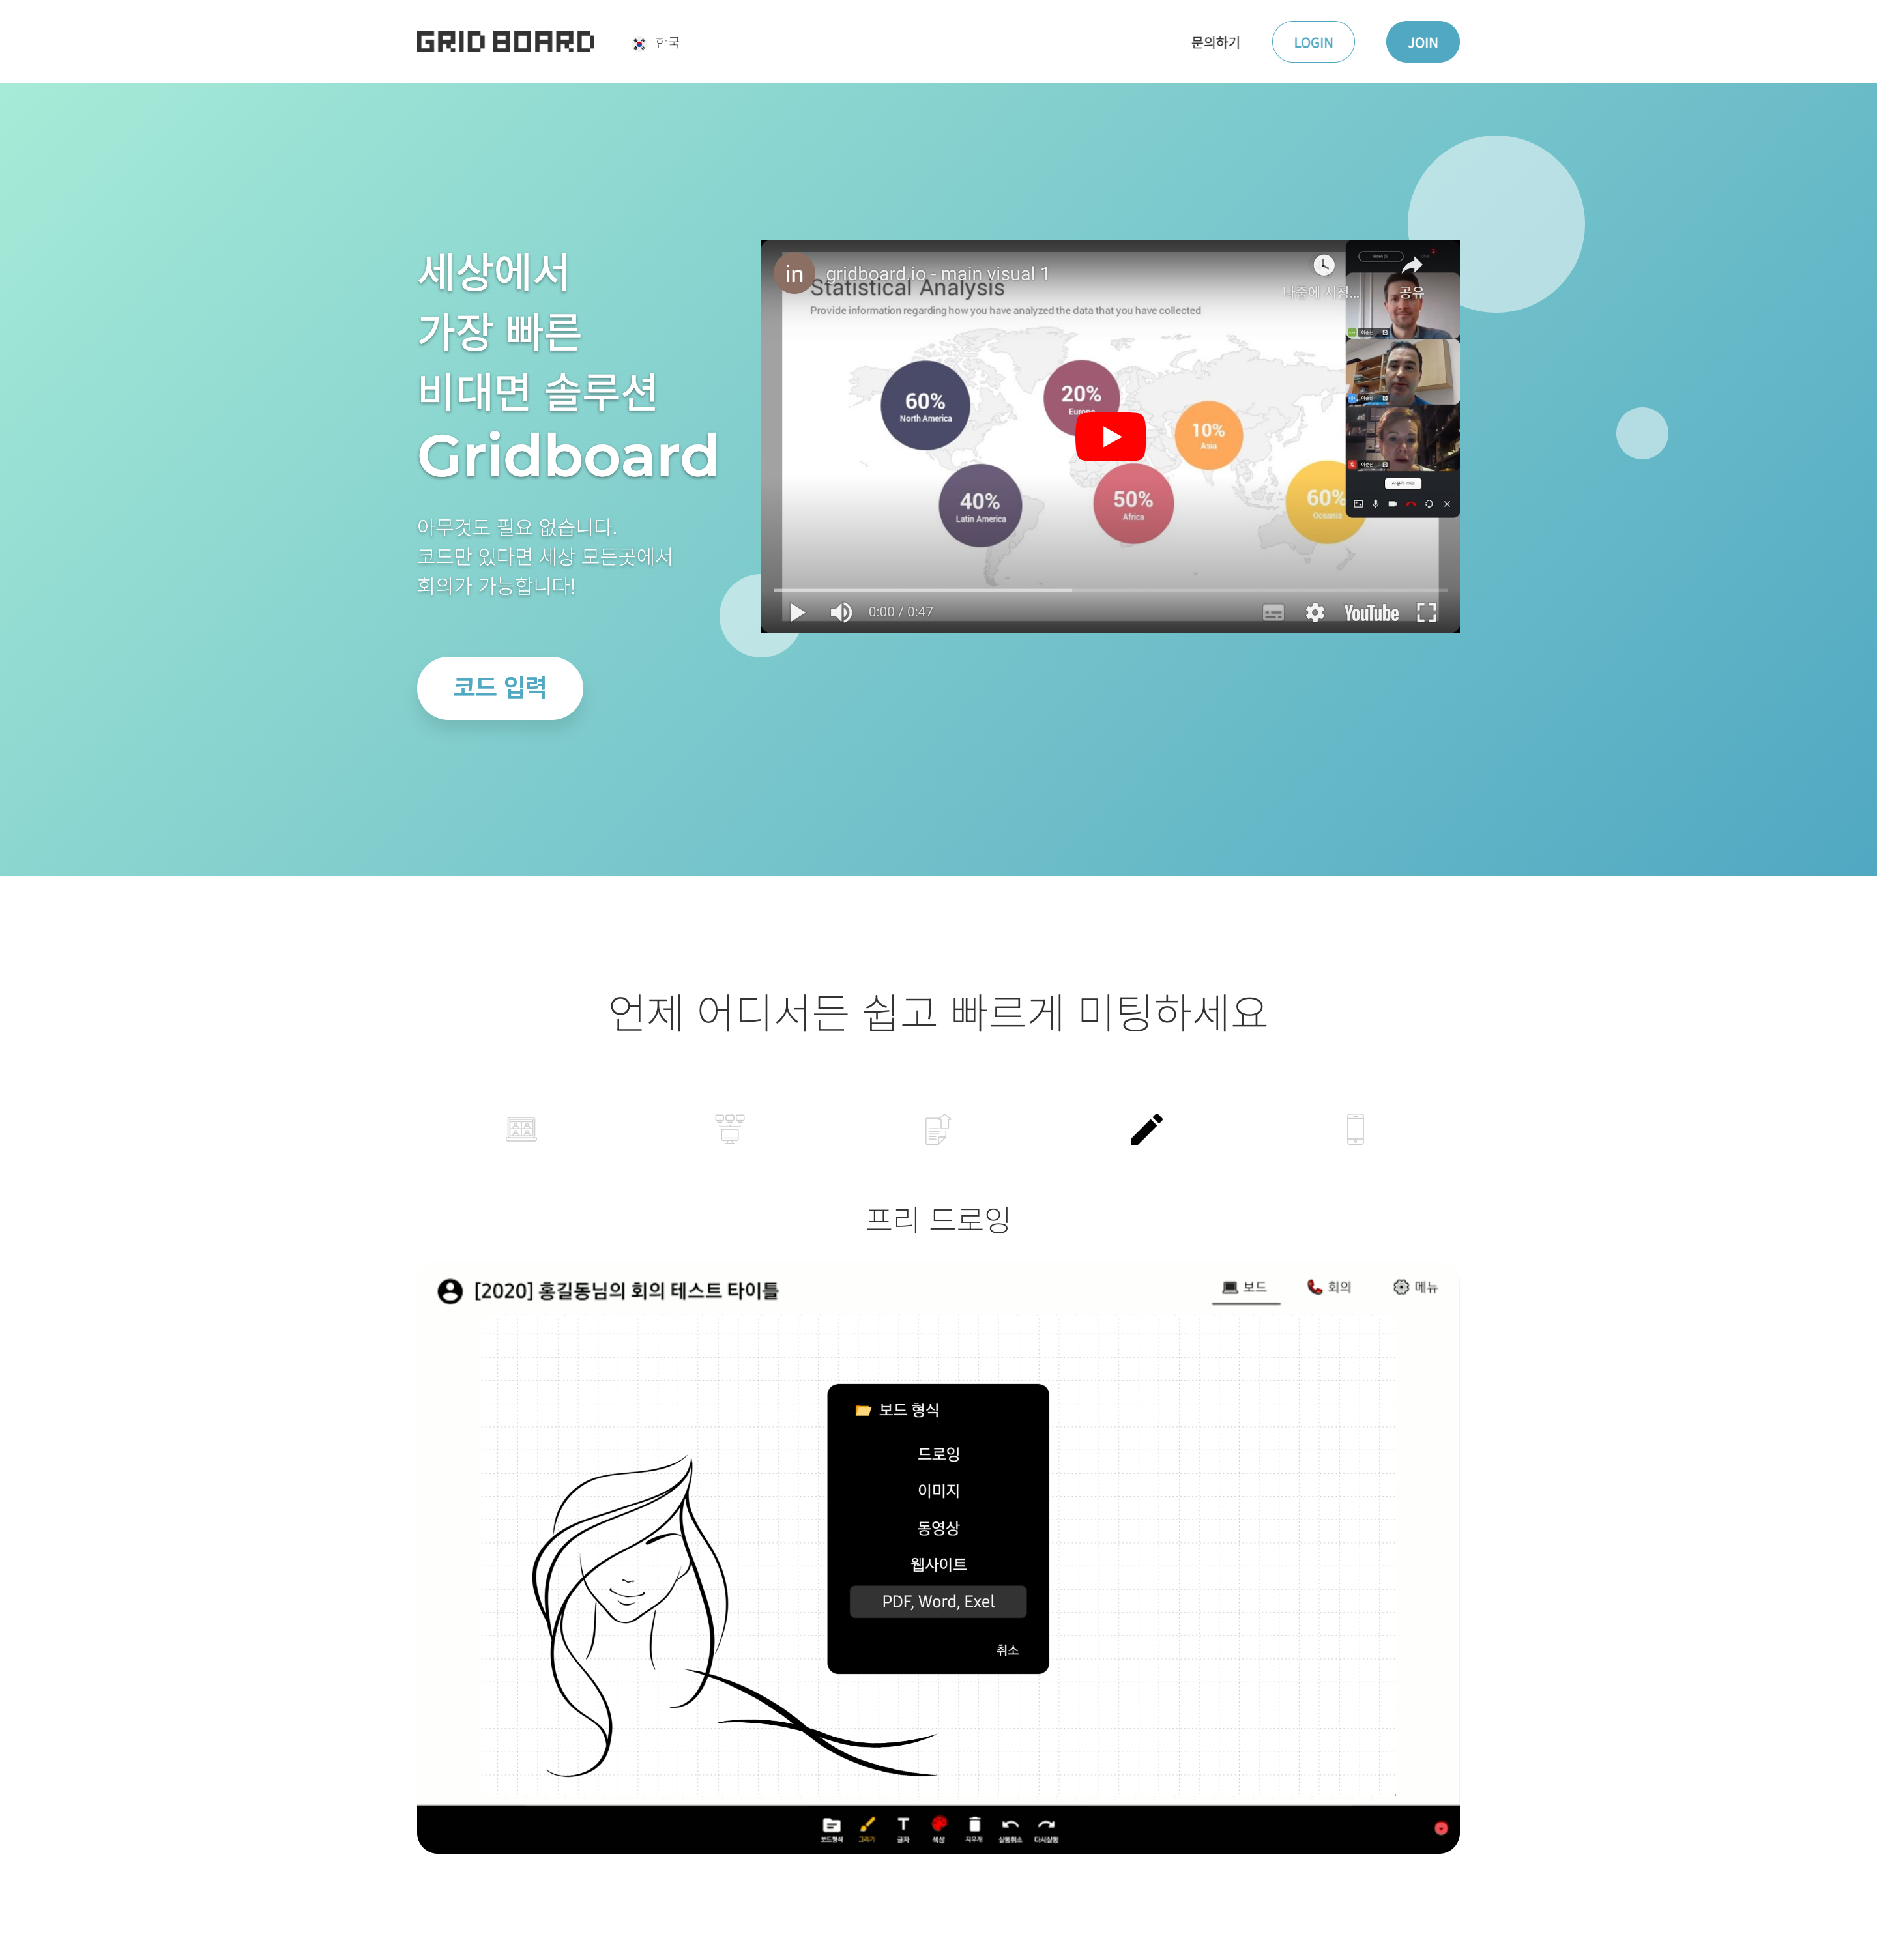 GRID BOARD
한국
문의하기
LOGIN
JOIN
세상에서
가장 빠른
비대면 솔루션
Gridboard
아무것도 필요 없습니다.
코드만 있다면 세상 모든곳에서
회의가 가능합니다!
코드 입력
in
gridboard.io - main visual 1
나중에 시청...
공유
Statistical Analysis
Provide information regarding how you have analyzed the data that you have collected
60%
North America
20%
Europe
10%
Asia
40%
Latin America
50%
Africa
60%
Oceania
0:00 / 0:47
YouTube
언제 어디서든 쉽고 빠르게 미팅하세요
프리 드로잉
[2020] 홍길동님의 회의 테스트 타이틀
보드
회의
메뉴
보드 형식
드로잉
이미지
동영상
웹사이트
PDF, Word, Exel
취소
보드형식
그리기
글자
색상
지우개
실행취소
다시실행